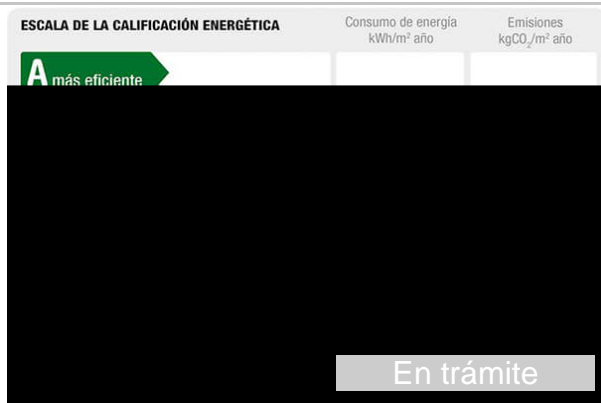 ESCALA DE LA CALIFICACIÓN ENERGÉTICA
Consumo de energía
kWh/m² año
Emisiones
kgCO₂/m² año
A más eficiente
En trámite